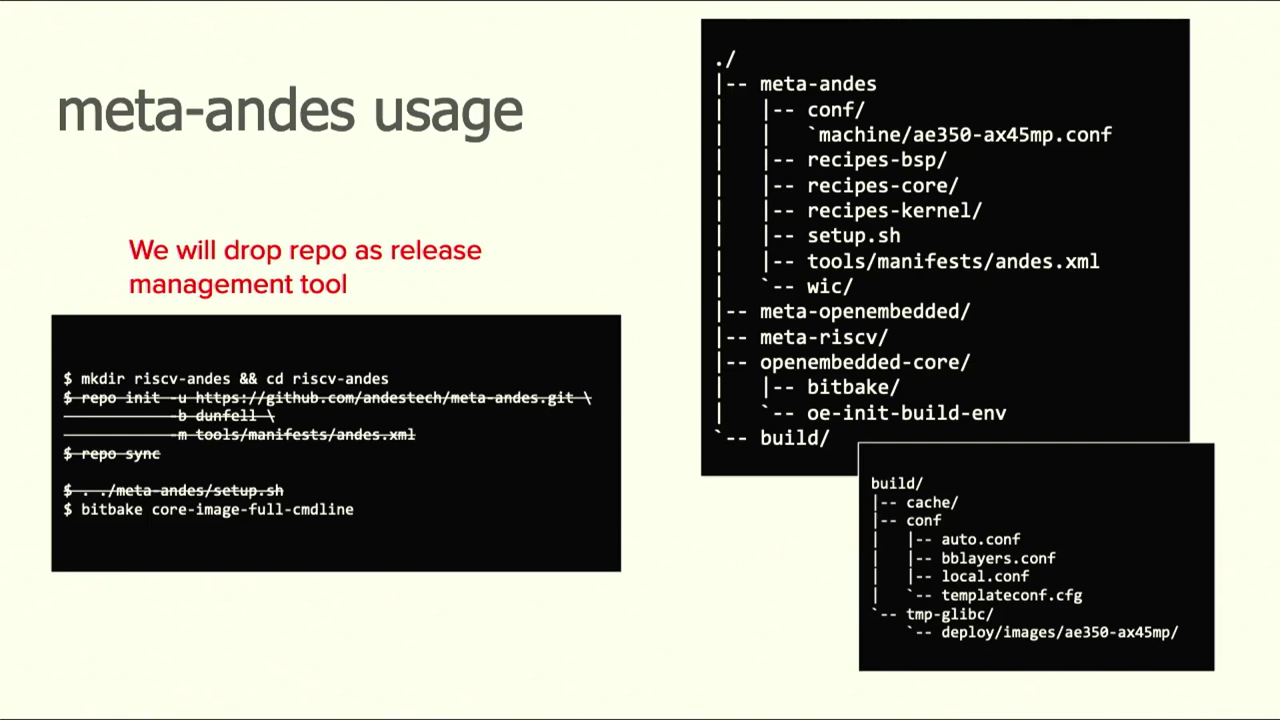 meta-andes usage
We will drop repo as release
management tool
$ mkdir riscv-andes && cd riscv-andes
$ repo init -u https://github.com/andestech/meta-andes.git \
-b dunfell \
-m tools/manifests/andes.xml
$ repo sync
$ . ./meta-andes/setup.sh
$ bitbake core-image-full-cmdline
./
|-- meta-andes
|   |-- conf/
|   |   `machine/ae350-ax45mp.conf
|   |-- recipes-bsp/
|   |-- recipes-core/
|   |-- recipes-kernel/
|   |-- setup.sh
|   |-- tools/manifests/andes.xml
|   `-- wic/
|-- meta-openembedded/
|-- meta-riscv/
|-- openembedded-core/
|   |-- bitbake/
|   `-- oe-init-build-env
`-- build/
build/
|-- cache/
|-- conf
|   |-- auto.conf
|   |-- bblayers.conf
|   |-- local.conf
|   `-- templateconf.cfg
`-- tmp-glibc/
    `-- deploy/images/ae350-ax45mp/